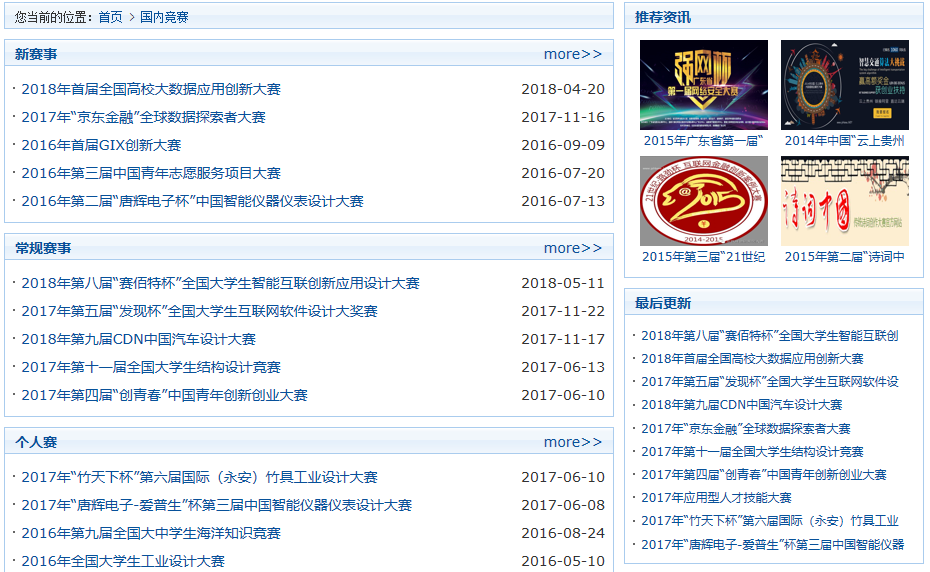 您当前的位置：首页 > 国内竞赛
新赛事 more>>
· 2018年首届全国高校大数据应用创新大赛 2018-04-20
· 2017年“京东金融”全球数据探索者大赛 2017-11-16
· 2016年首届GIX创新大赛 2016-09-09
· 2016年第三届中国青年志愿服务项目大赛 2016-07-20
· 2016年第二届“唐辉电子杯”中国智能仪器仪表设计大赛 2016-07-13
常规赛事 more>>
· 2018年第八届“赛佰特杯”全国大学生智能互联创新应用设计大赛 2018-05-11
· 2017年第五届“发现杯”全国大学生互联网软件设计大奖赛 2017-11-22
· 2018年第九届CDN中国汽车设计大赛 2017-11-17
· 2017年第十一届全国大学生结构设计竞赛 2017-06-13
· 2017年第四届“创青春”中国青年创新创业大赛 2017-06-10
个人赛 more>>
· 2017年“竹天下杯”第六届国际（永安）竹具工业设计大赛 2017-06-10
· 2017年“唐辉电子-爱普生”杯第三届中国智能仪器仪表设计大赛 2017-06-08
· 2016年第九届全国大中学生海洋知识竞赛 2016-08-24
· 2016年全国大学生工业设计大赛 2016-05-10
推荐资讯
强网杯
广东省
第一届网络安全大赛
2015年广东省第一届“
智慧交通算法大挑战
赢高额奖金
获创业扶持
2014年中国“云上贵州
21世纪 互联网金融创新案例大赛
@2015
2014-2015
2015年第三届“21世纪
诗词中国
2015年第二届“诗词中
最后更新
· 2018年第八届“赛佰特杯”全国大学生智能互联创
· 2018年首届全国高校大数据应用创新大赛
· 2017年第五届“发现杯”全国大学生互联网软件设
· 2018年第九届CDN中国汽车设计大赛
· 2017年“京东金融”全球数据探索者大赛
· 2017年第十一届全国大学生结构设计竞赛
· 2017年第四届“创青春”中国青年创新创业大赛
· 2017年应用型人才技能大赛
· 2017年“竹天下杯”第六届国际（永安）竹具工业
· 2017年“唐辉电子-爱普生”杯第三届中国智能仪器